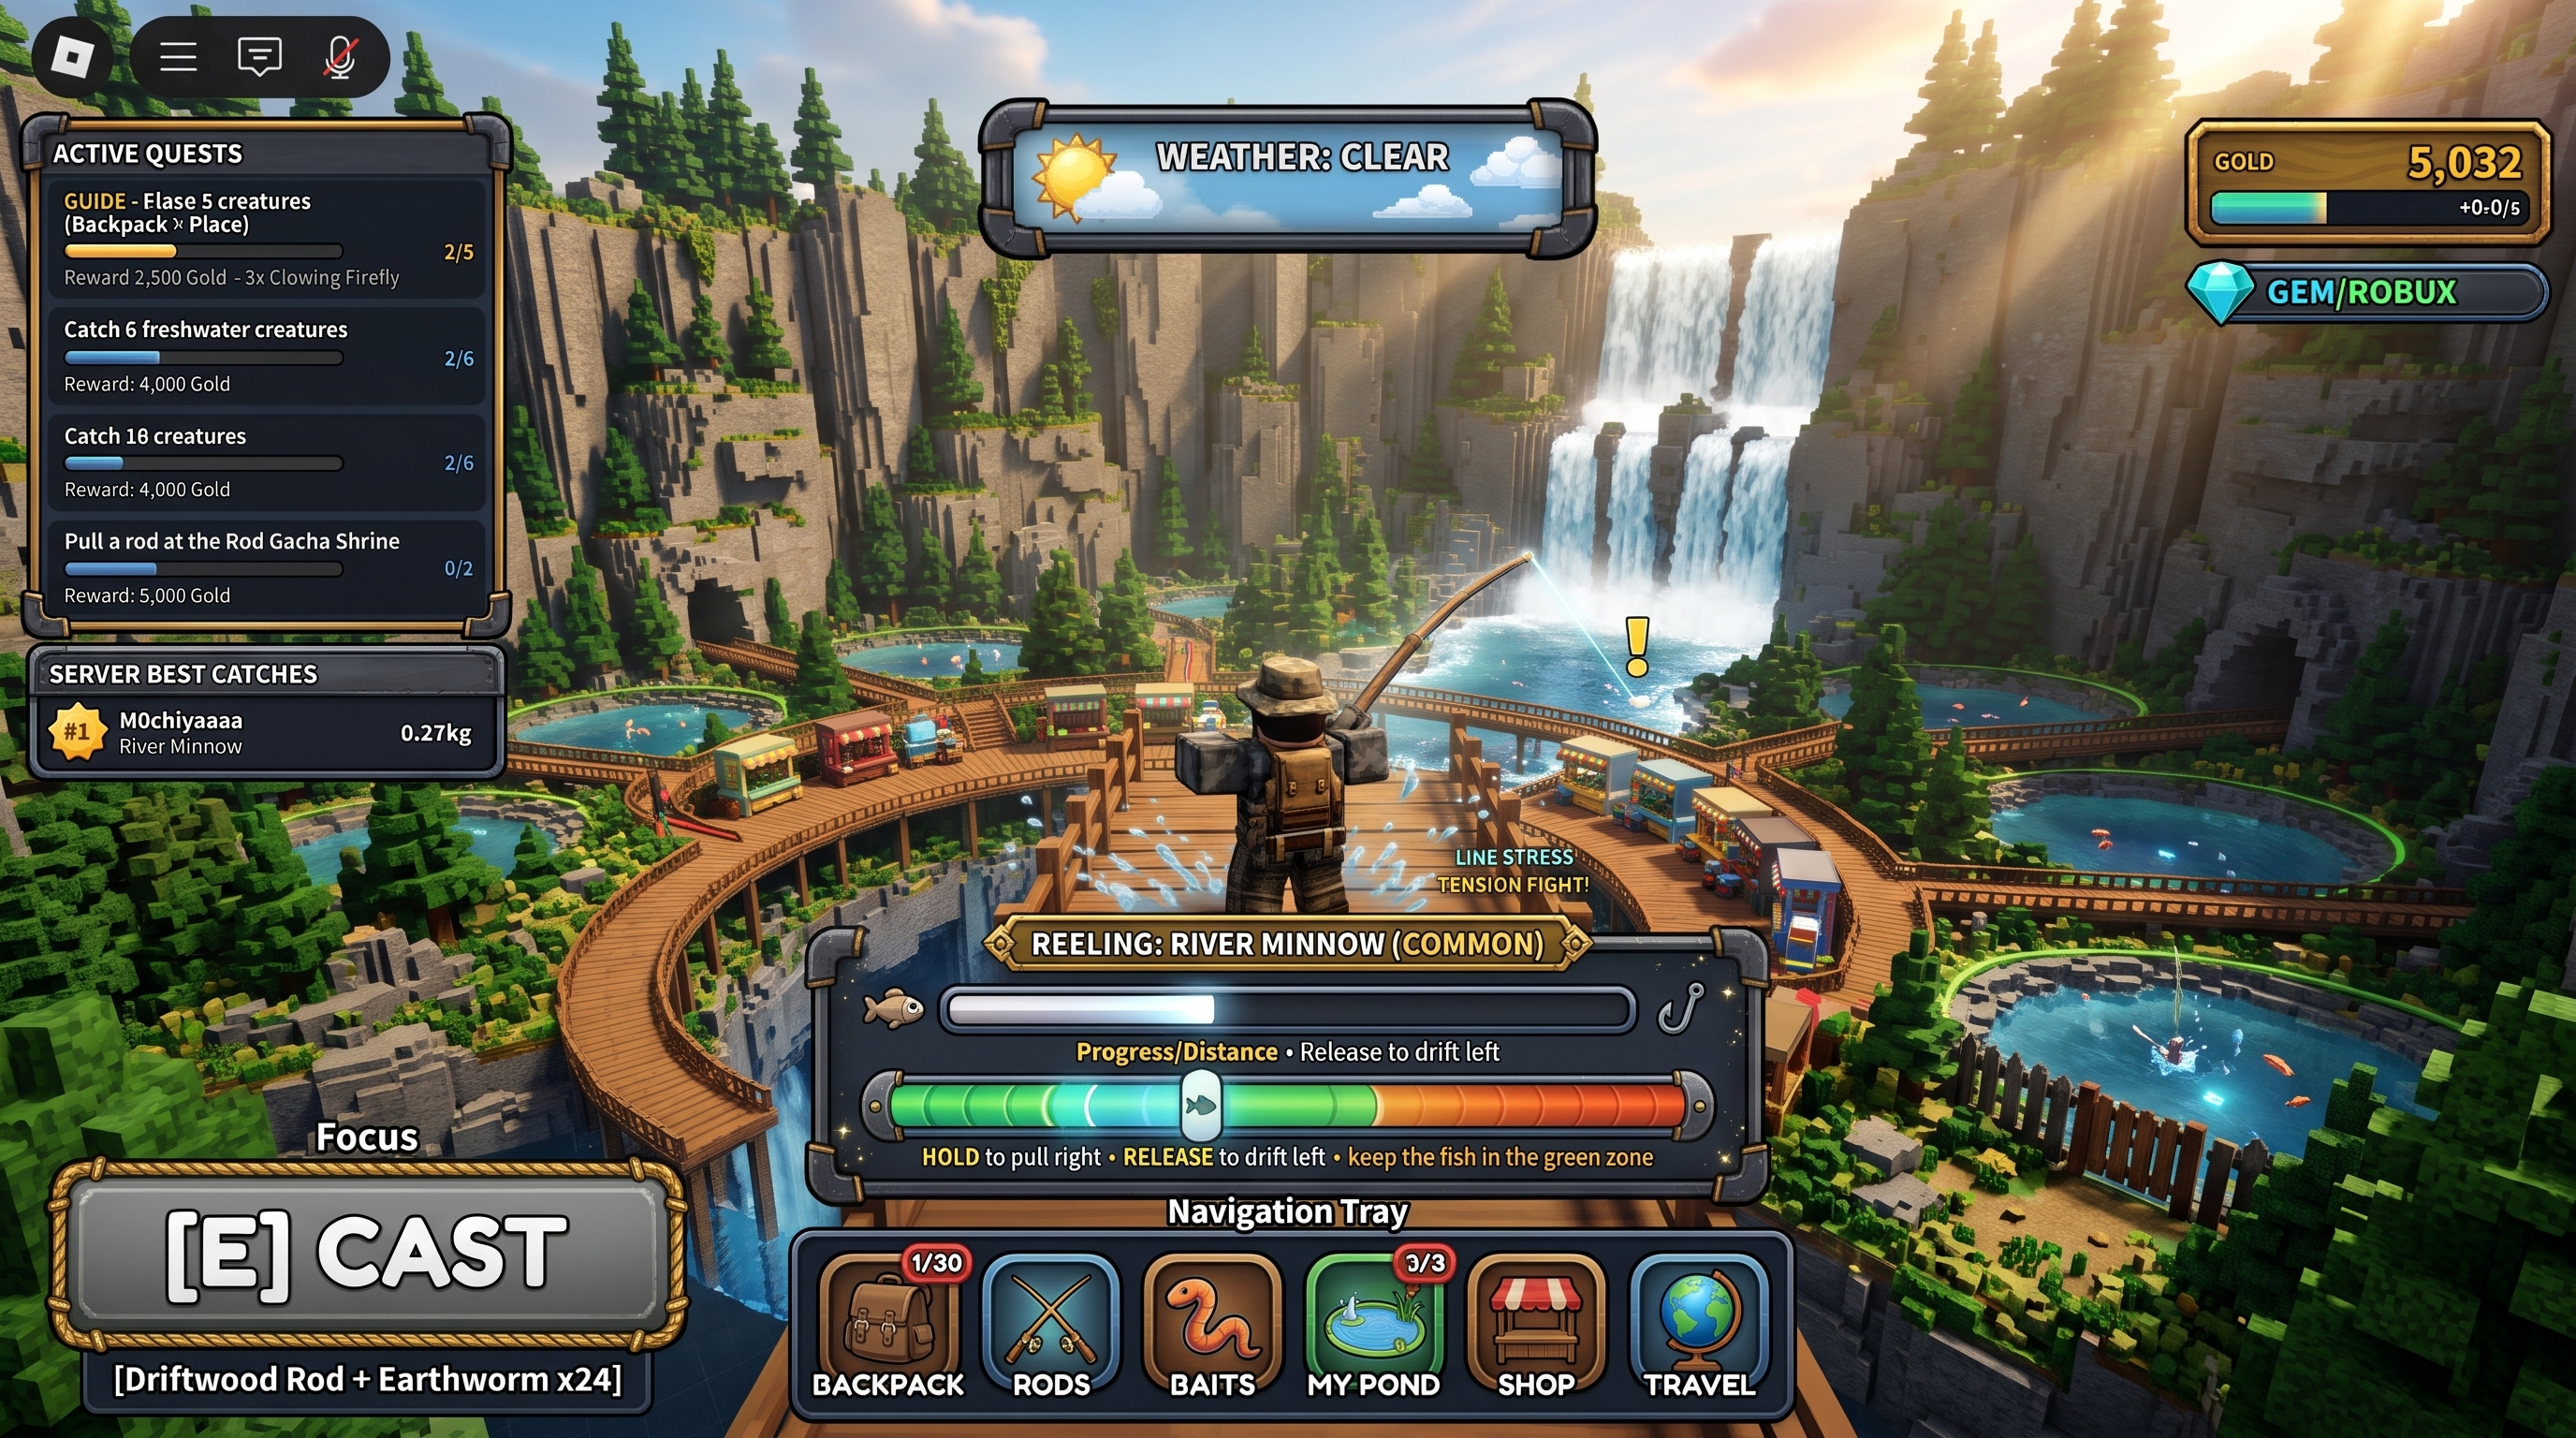 ACTIVE QUESTS
GUIDE - Flase 5 creatures
(Backpack > Place)
2/5
Reward 2,500 Gold - 3x Clowing Firefly
Catch 6 freshwater creatures
2/6
Reward: 4,000 Gold
Catch 18 creatures
2/6
Reward: 4,000 Gold
Pull a rod at the Rod Gacha Shrine
0/2
Reward: 5,000 Gold
SERVER BEST CATCHES
#1
M0chiyaaaa
River Minnow
0.27kg
WEATHER: CLEAR
GOLD
5,032
+0-0/5
GEM/ROBUX
LINE STRESS
TENSION FIGHT!
REELING: RIVER MINNOW (COMMON)
Progress/Distance • Release to drift left
HOLD to pull right • RELEASE to drift left • keep the fish in the green zone
Focus
[E] CAST
[Driftwood Rod + Earthworm x24]
Navigation Tray
1/30
3/3
BACKPACK
RODS
BAITS
MY POND
SHOP
TRAVEL